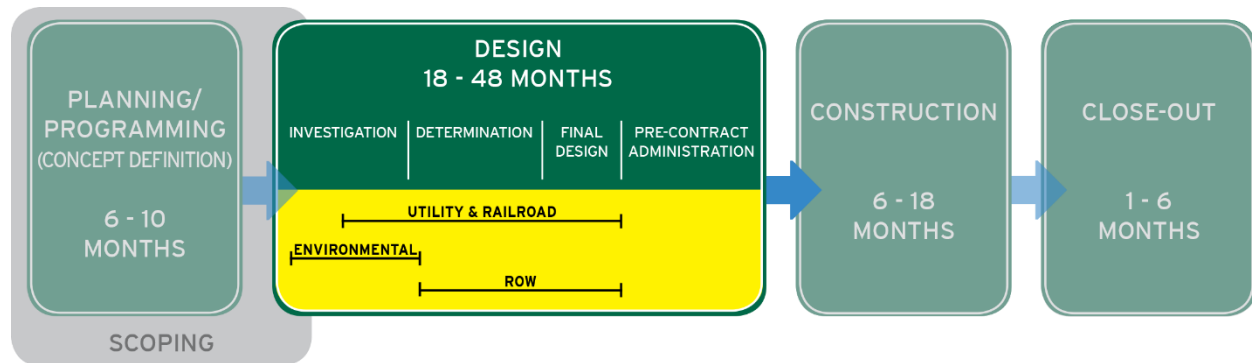 PLANNING/
PROGRAMMING
(CONCEPT DEFINITION)
6 - 10
MONTHS
SCOPING
DESIGN
18 - 48 MONTHS
INVESTIGATION
DETERMINATION
FINAL
DESIGN
PRE-CONTRACT
ADMINISTRATION
UTILITY & RAILROAD
ENVIRONMENTAL
ROW
CONSTRUCTION
6 - 18
MONTHS
CLOSE-OUT
1 - 6
MONTHS